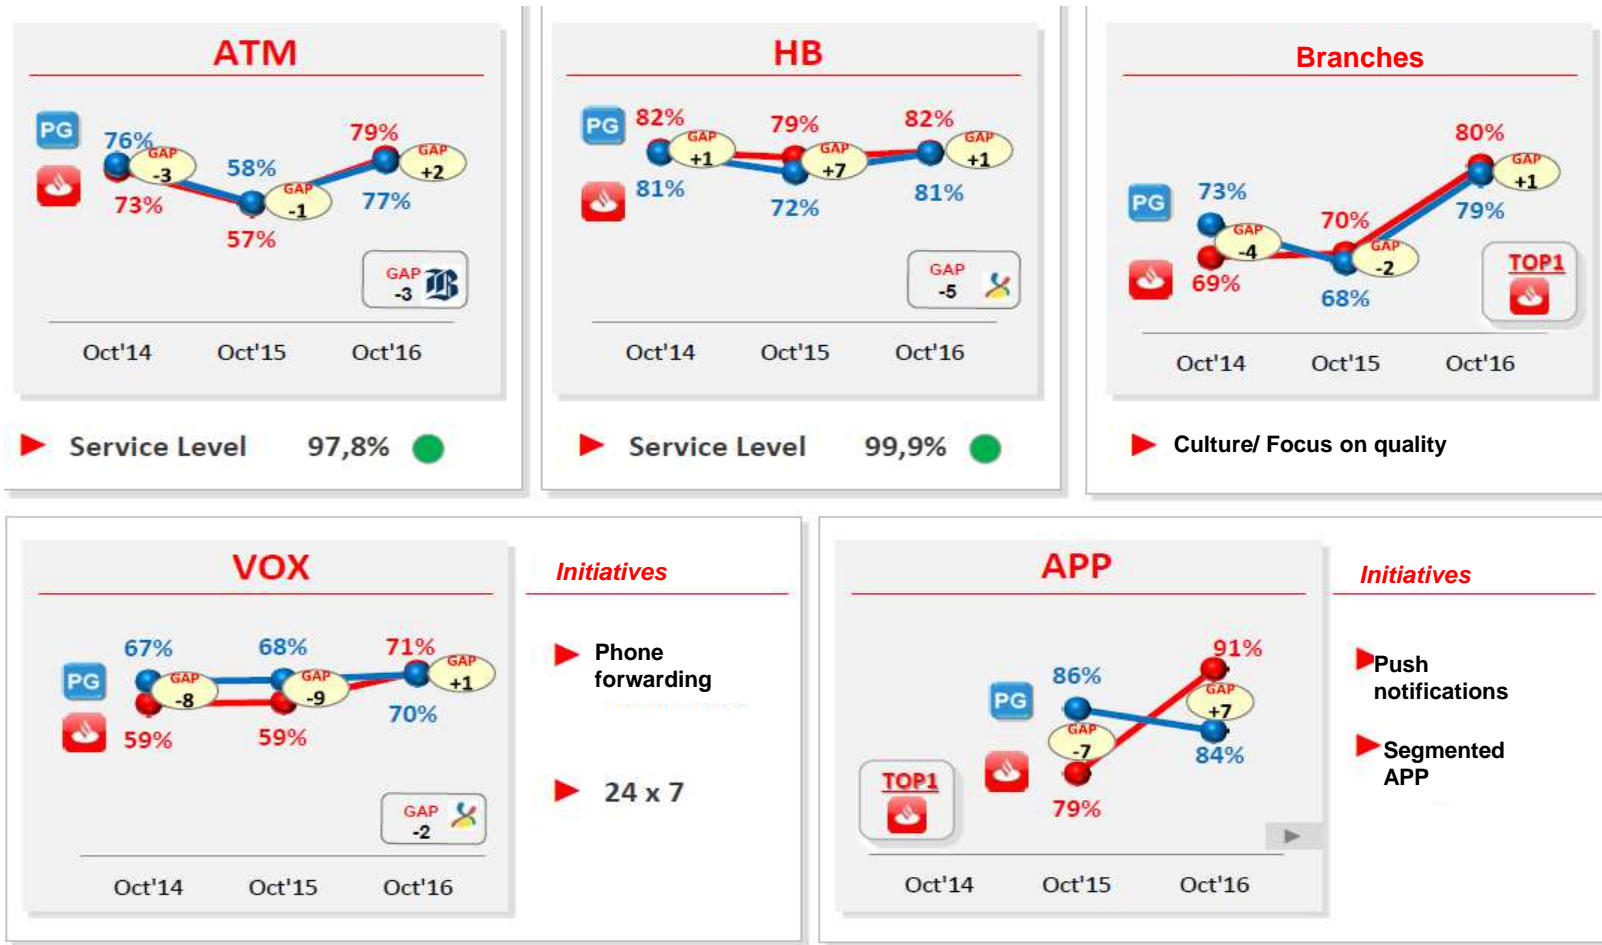 ATM
PG
76%
GAP
-3
73%
58%
GAP
-1
57%
79%
GAP
+2
77%
GAP
-3
B
Oct'14 Oct'15 Oct'16
Service Level 97,8%
HB
PG
82%
GAP
+1
81%
79%
GAP
+7
72%
82%
GAP
+1
81%
GAP
-5
Oct'14 Oct'15 Oct'16
Service Level 99,9%
Branches
PG
73%
GAP
-4
69%
70%
GAP
-2
68%
80%
GAP
+1
79%
TOP1
Oct'14 Oct'15 Oct'16
Culture/ Focus on quality
VOX
PG
67%
GAP
-8
59%
68%
GAP
-9
59%
71%
GAP
+1
70%
GAP
-2
Oct'14 Oct'15 Oct'16
Initiatives
Phone
forwarding
24 x 7
APP
PG
86%
GAP
-7
79%
91%
GAP
+7
84%
TOP1
Oct'14 Oct'15 Oct'16
Initiatives
Push
notifications
Segmented
APP